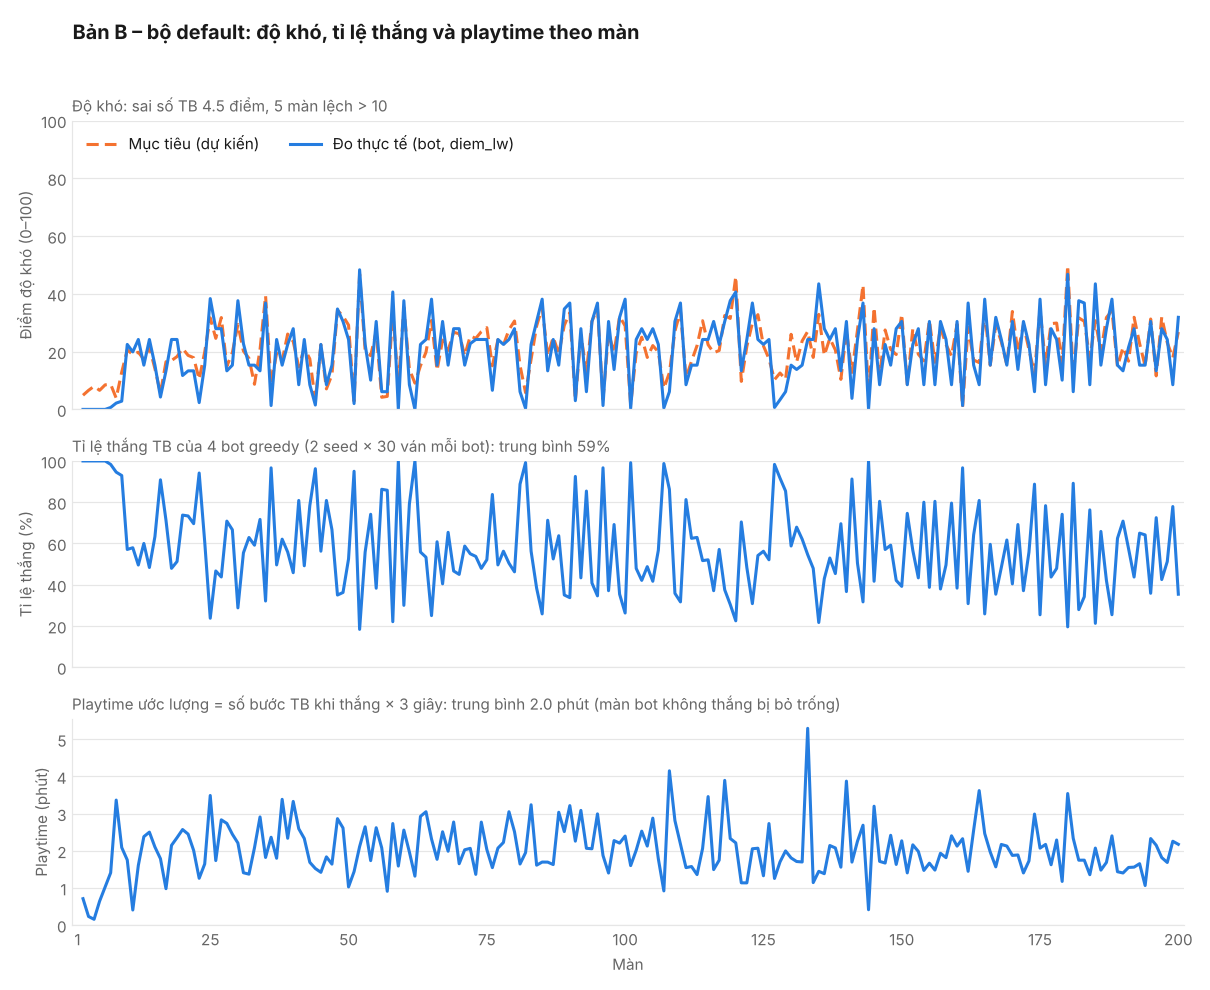 Bản B – bộ default: độ khó, tỉ lệ thắng và playtime theo màn
Độ khó: sai số TB 4.5 điểm, 5 màn lệch > 10
Điểm độ khó (0–100)
100
80
60
40
20
0
Mục tiêu (dự kiến)
Đo thực tế (bot, diem_lw)
Tỉ lệ thắng TB của 4 bot greedy (2 seed × 30 ván mỗi bot): trung bình 59%
Tỉ lệ thắng (%)
100
80
60
40
20
0
Playtime ước lượng = số bước TB khi thắng × 3 giây: trung bình 2.0 phút (màn bot không thắng bị bỏ trống)
Playtime (phút)
5
4
3
2
1
0
1 25 50 75 100 125 150 175 200
Màn